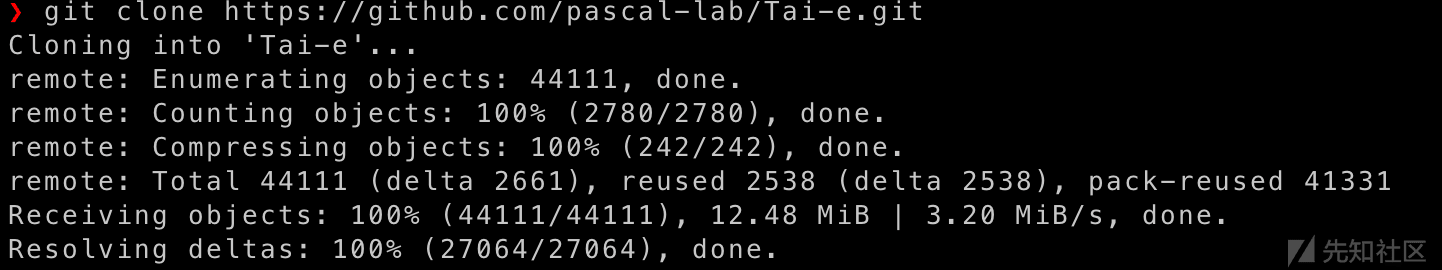 ❯ git clone https://github.com/pascal-lab/Tai-e.git
Cloning into 'Tai-e'...
remote: Enumerating objects: 44111, done.
remote: Counting objects: 100% (2780/2780), done.
remote: Compressing objects: 100% (242/242), done.
remote: Total 44111 (delta 2661), reused 2538 (delta 2538), pack-reused 41331
Receiving objects: 100% (44111/44111), 12.48 MiB | 3.20 MiB/s, done.
Resolving deltas: 100% (27064/27064), done.
先知社区